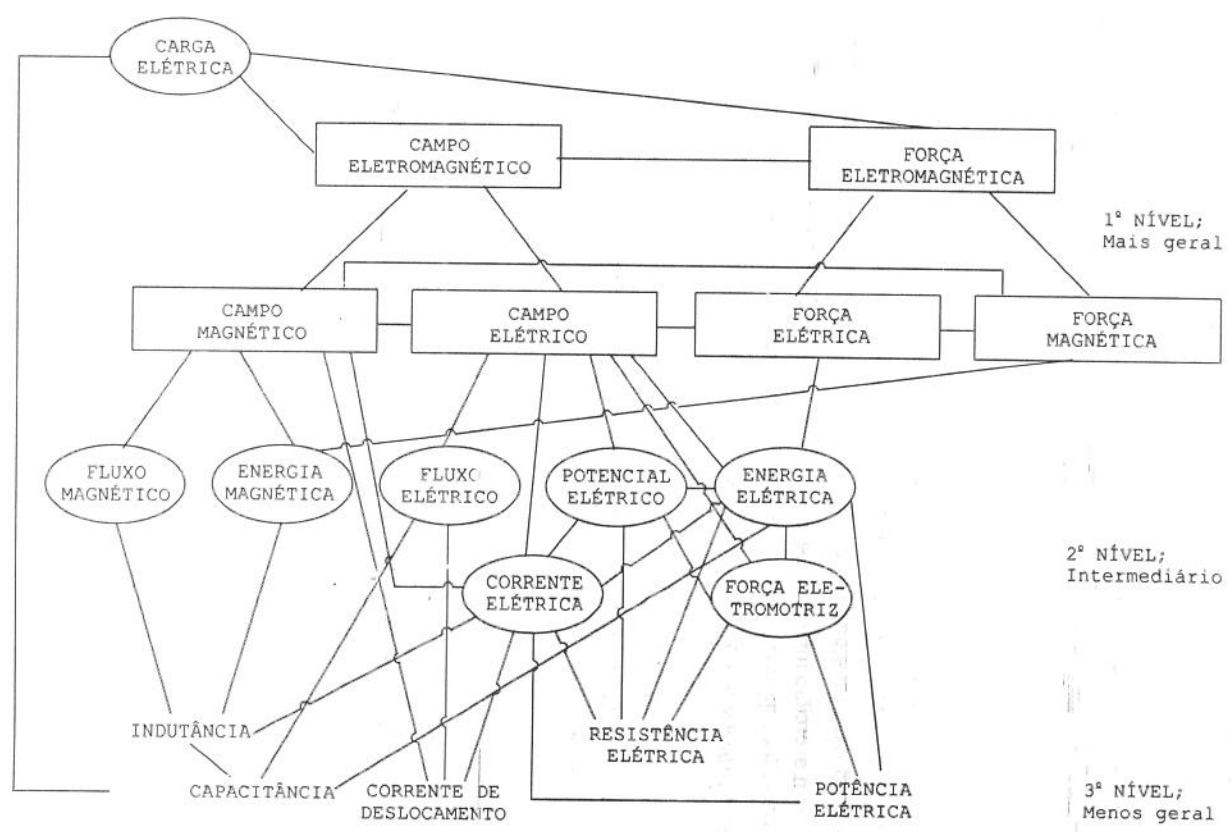 CARGA
ELÉTRICA
CAMPO
ELETROMAGNÉTICO
FORÇA
ELETROMAGNÉTICA
1º NÍVEL;
Mais geral
CAMPO
MAGNÉTICO
CAMPO
ELÉTRICO
FORÇA
ELÉTRICA
FORÇA
MAGNÉTICA
FLUXO
MAGNÉTICO
ENERGIA
MAGNÉTICA
FLUXO
ELÉTRICO
POTENCIAL
ELÉTRICO
ENERGIA
ELÉTRICA
2º NÍVEL;
Intermediário
CORRENTE
ELÉTRICA
FORÇA ELE-
TROMOTRIZ
INDUTÂNCIA
RESISTÊNCIA
ELÉTRICA
CAPACITÂNCIA
CORRENTE DE
DESLOCAMENTO
POTÊNCIA
ELÉTRICA
3º NÍVEL;
Menos geral